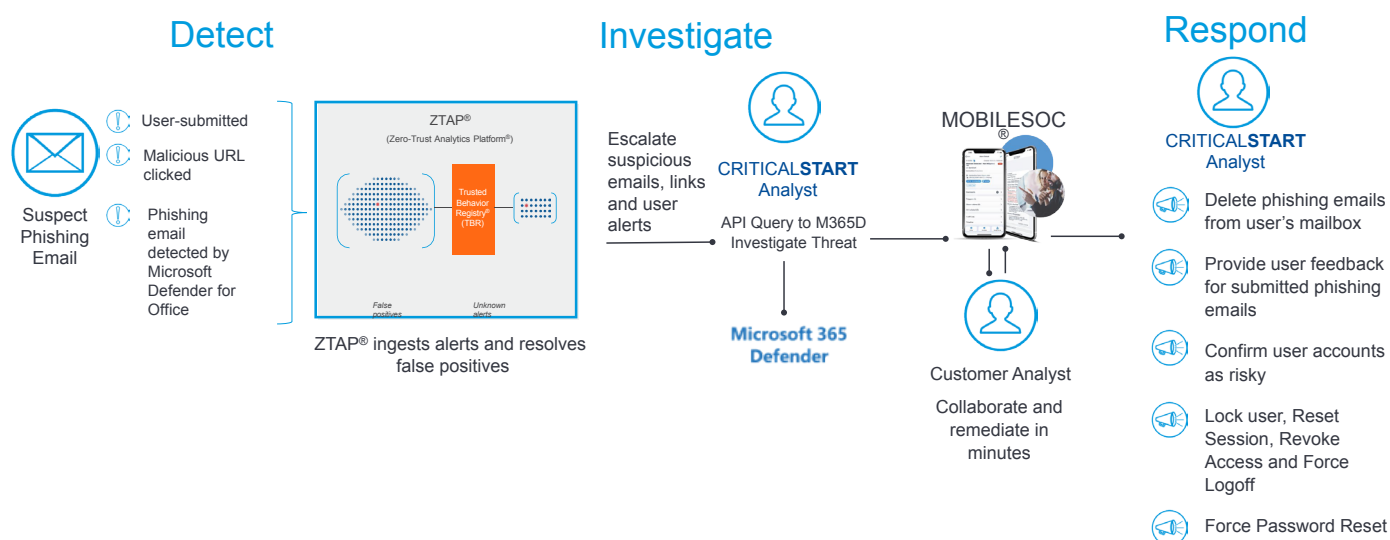 Detect
Investigate
Respond
Suspect
Phishing
Email
User-submitted
Malicious URL
clicked
Phishing
email
detected by
Microsoft
Defender for
Office
ZTAP®
(Zero-Trust Analytics Platform®)
Trusted
Behavior
Registry®
(TBR)
False
positives
Unknown
alerts
ZTAP® ingests alerts and resolves
false positives
Escalate
suspicious
emails, links
and user
alerts
CRITICALSTART
Analyst
API Query to M365D
Investigate Threat
Microsoft 365
Defender
MOBILESOC
®
Customer Analyst
Collaborate and
remediate in
minutes
CRITICALSTART
Analyst
Delete phishing emails
from user’s mailbox
Provide user feedback
for submitted phishing
emails
Confirm user accounts
as risky
Lock user, Reset
Session, Revoke
Access and Force
Logoff
Force Password Reset